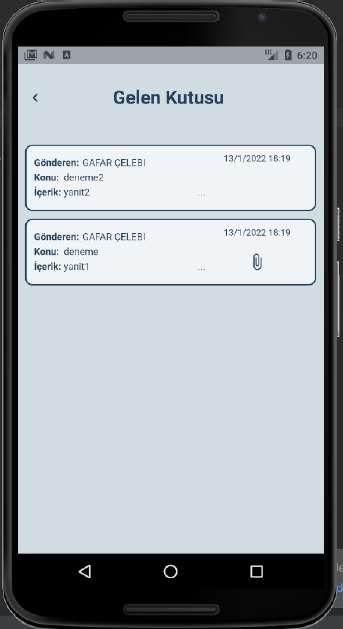 6:20
Gelen Kutusu
Gönderen: GAFAR ÇELEBİ 13/1/2022 18:19
Konu: deneme2
İçerik: yanit2 ...
Gönderen: GAFAR ÇELEBİ 13/1/2022 18:19
Konu: deneme
İçerik: yanit1 ...